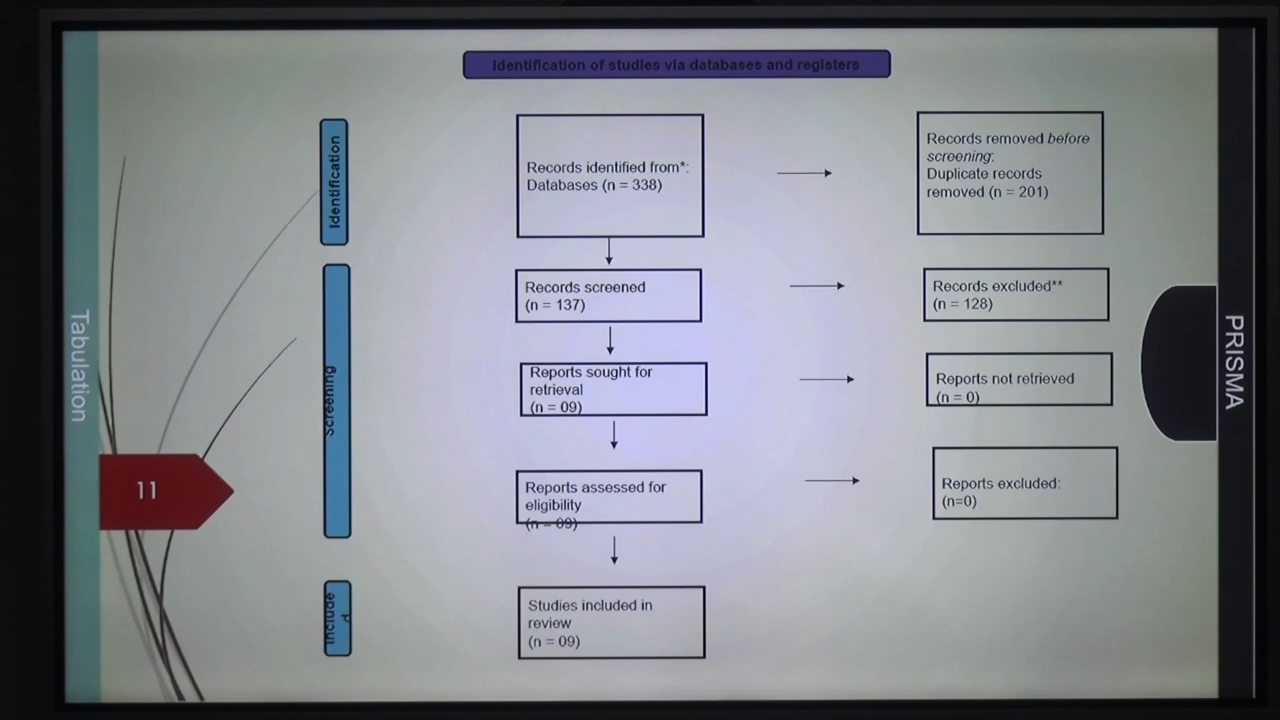 Identification of studies via databases and registers
Identification
Records identified from*:
Databases (n = 338)
Records removed before
screening:
Duplicate records
removed (n = 201)
Screening
Records screened
(n = 137)
Records excluded**
(n = 128)
Reports sought for
retrieval
(n = 09)
Reports not retrieved
(n = 0)
Reports assessed for
eligibility
(n = 09)
Reports excluded:
(n=0)
Include
d
Studies included in
review
(n = 09)
Tabulation
11
PRISMA